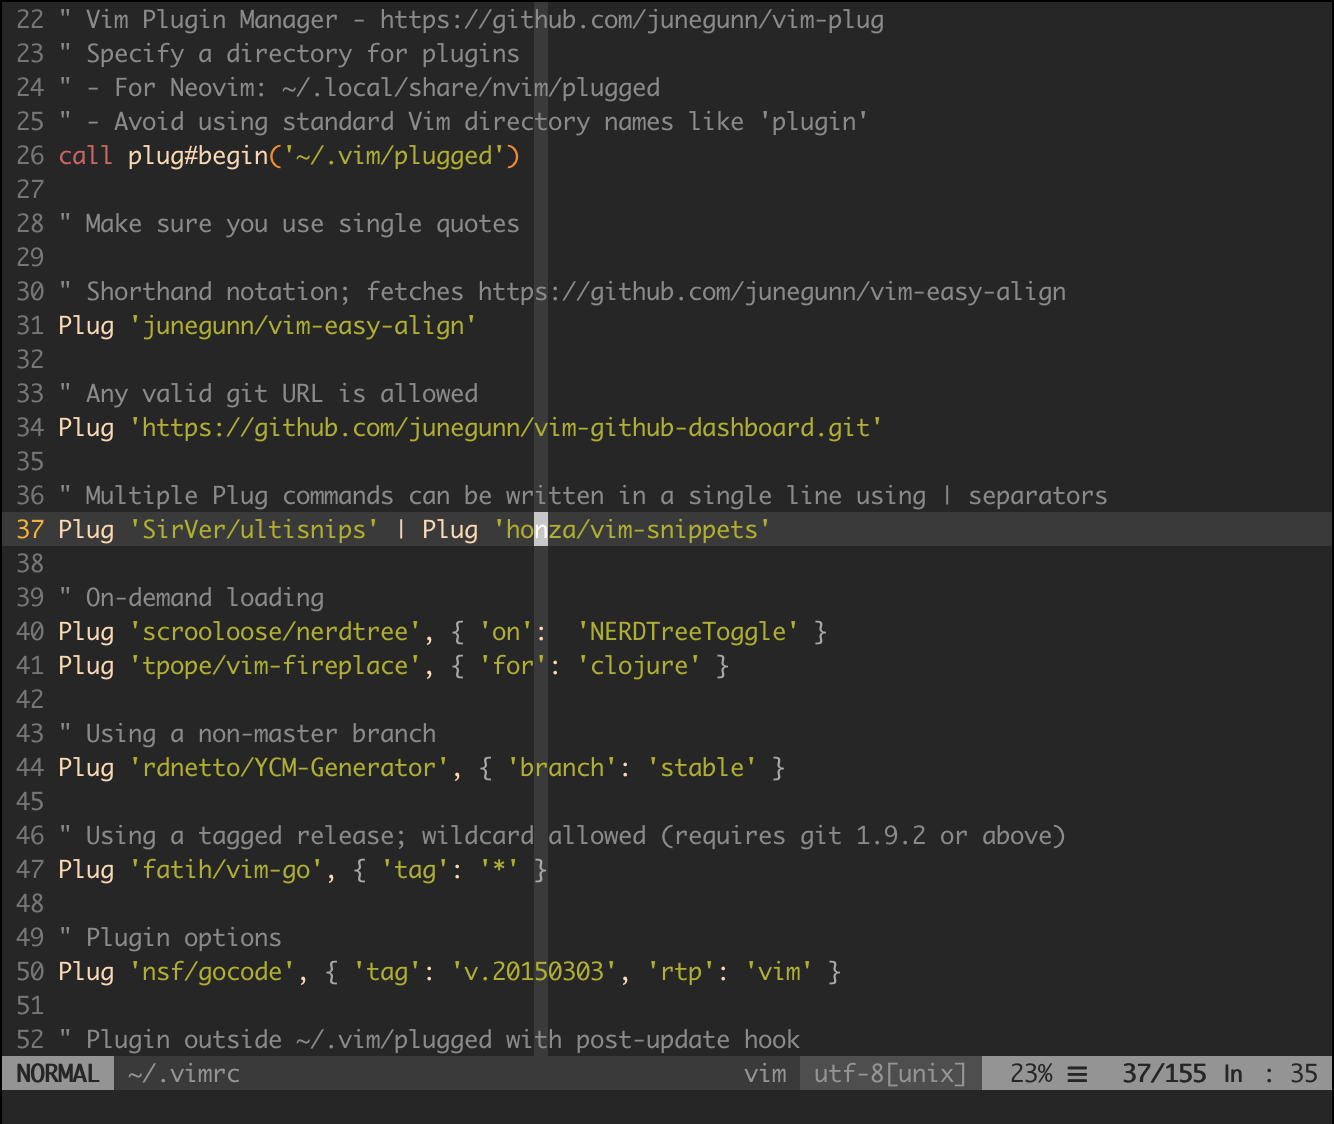 22 " Vim Plugin Manager - https://github.com/junegunn/vim-plug
23 " Specify a directory for plugins
24 " - For Neovim: ~/.local/share/nvim/plugged
25 " - Avoid using standard Vim directory names like 'plugin'
26 call plug#begin('~/.vim/plugged')
27
28 " Make sure you use single quotes
29
30 " Shorthand notation; fetches https://github.com/junegunn/vim-easy-align
31 Plug 'junegunn/vim-easy-align'
32
33 " Any valid git URL is allowed
34 Plug 'https://github.com/junegunn/vim-github-dashboard.git'
35
36 " Multiple Plug commands can be written in a single line using | separators
37 Plug 'SirVer/ultisnips' | Plug 'honza/vim-snippets'
38
39 " On-demand loading
40 Plug 'scrooloose/nerdtree', { 'on':  'NERDTreeToggle' }
41 Plug 'tpope/vim-fireplace', { 'for': 'clojure' }
42
43 " Using a non-master branch
44 Plug 'rdnetto/YCM-Generator', { 'branch': 'stable' }
45
46 " Using a tagged release; wildcard allowed (requires git 1.9.2 or above)
47 Plug 'fatih/vim-go', { 'tag': '*' }
48
49 " Plugin options
50 Plug 'nsf/gocode', { 'tag': 'v.20150303', 'rtp': 'vim' }
51
52 " Plugin outside ~/.vim/plugged with post-update hook
NORMAL ~/.vimrc vim utf-8[unix] 23% ☰ 37/155 ln : 35